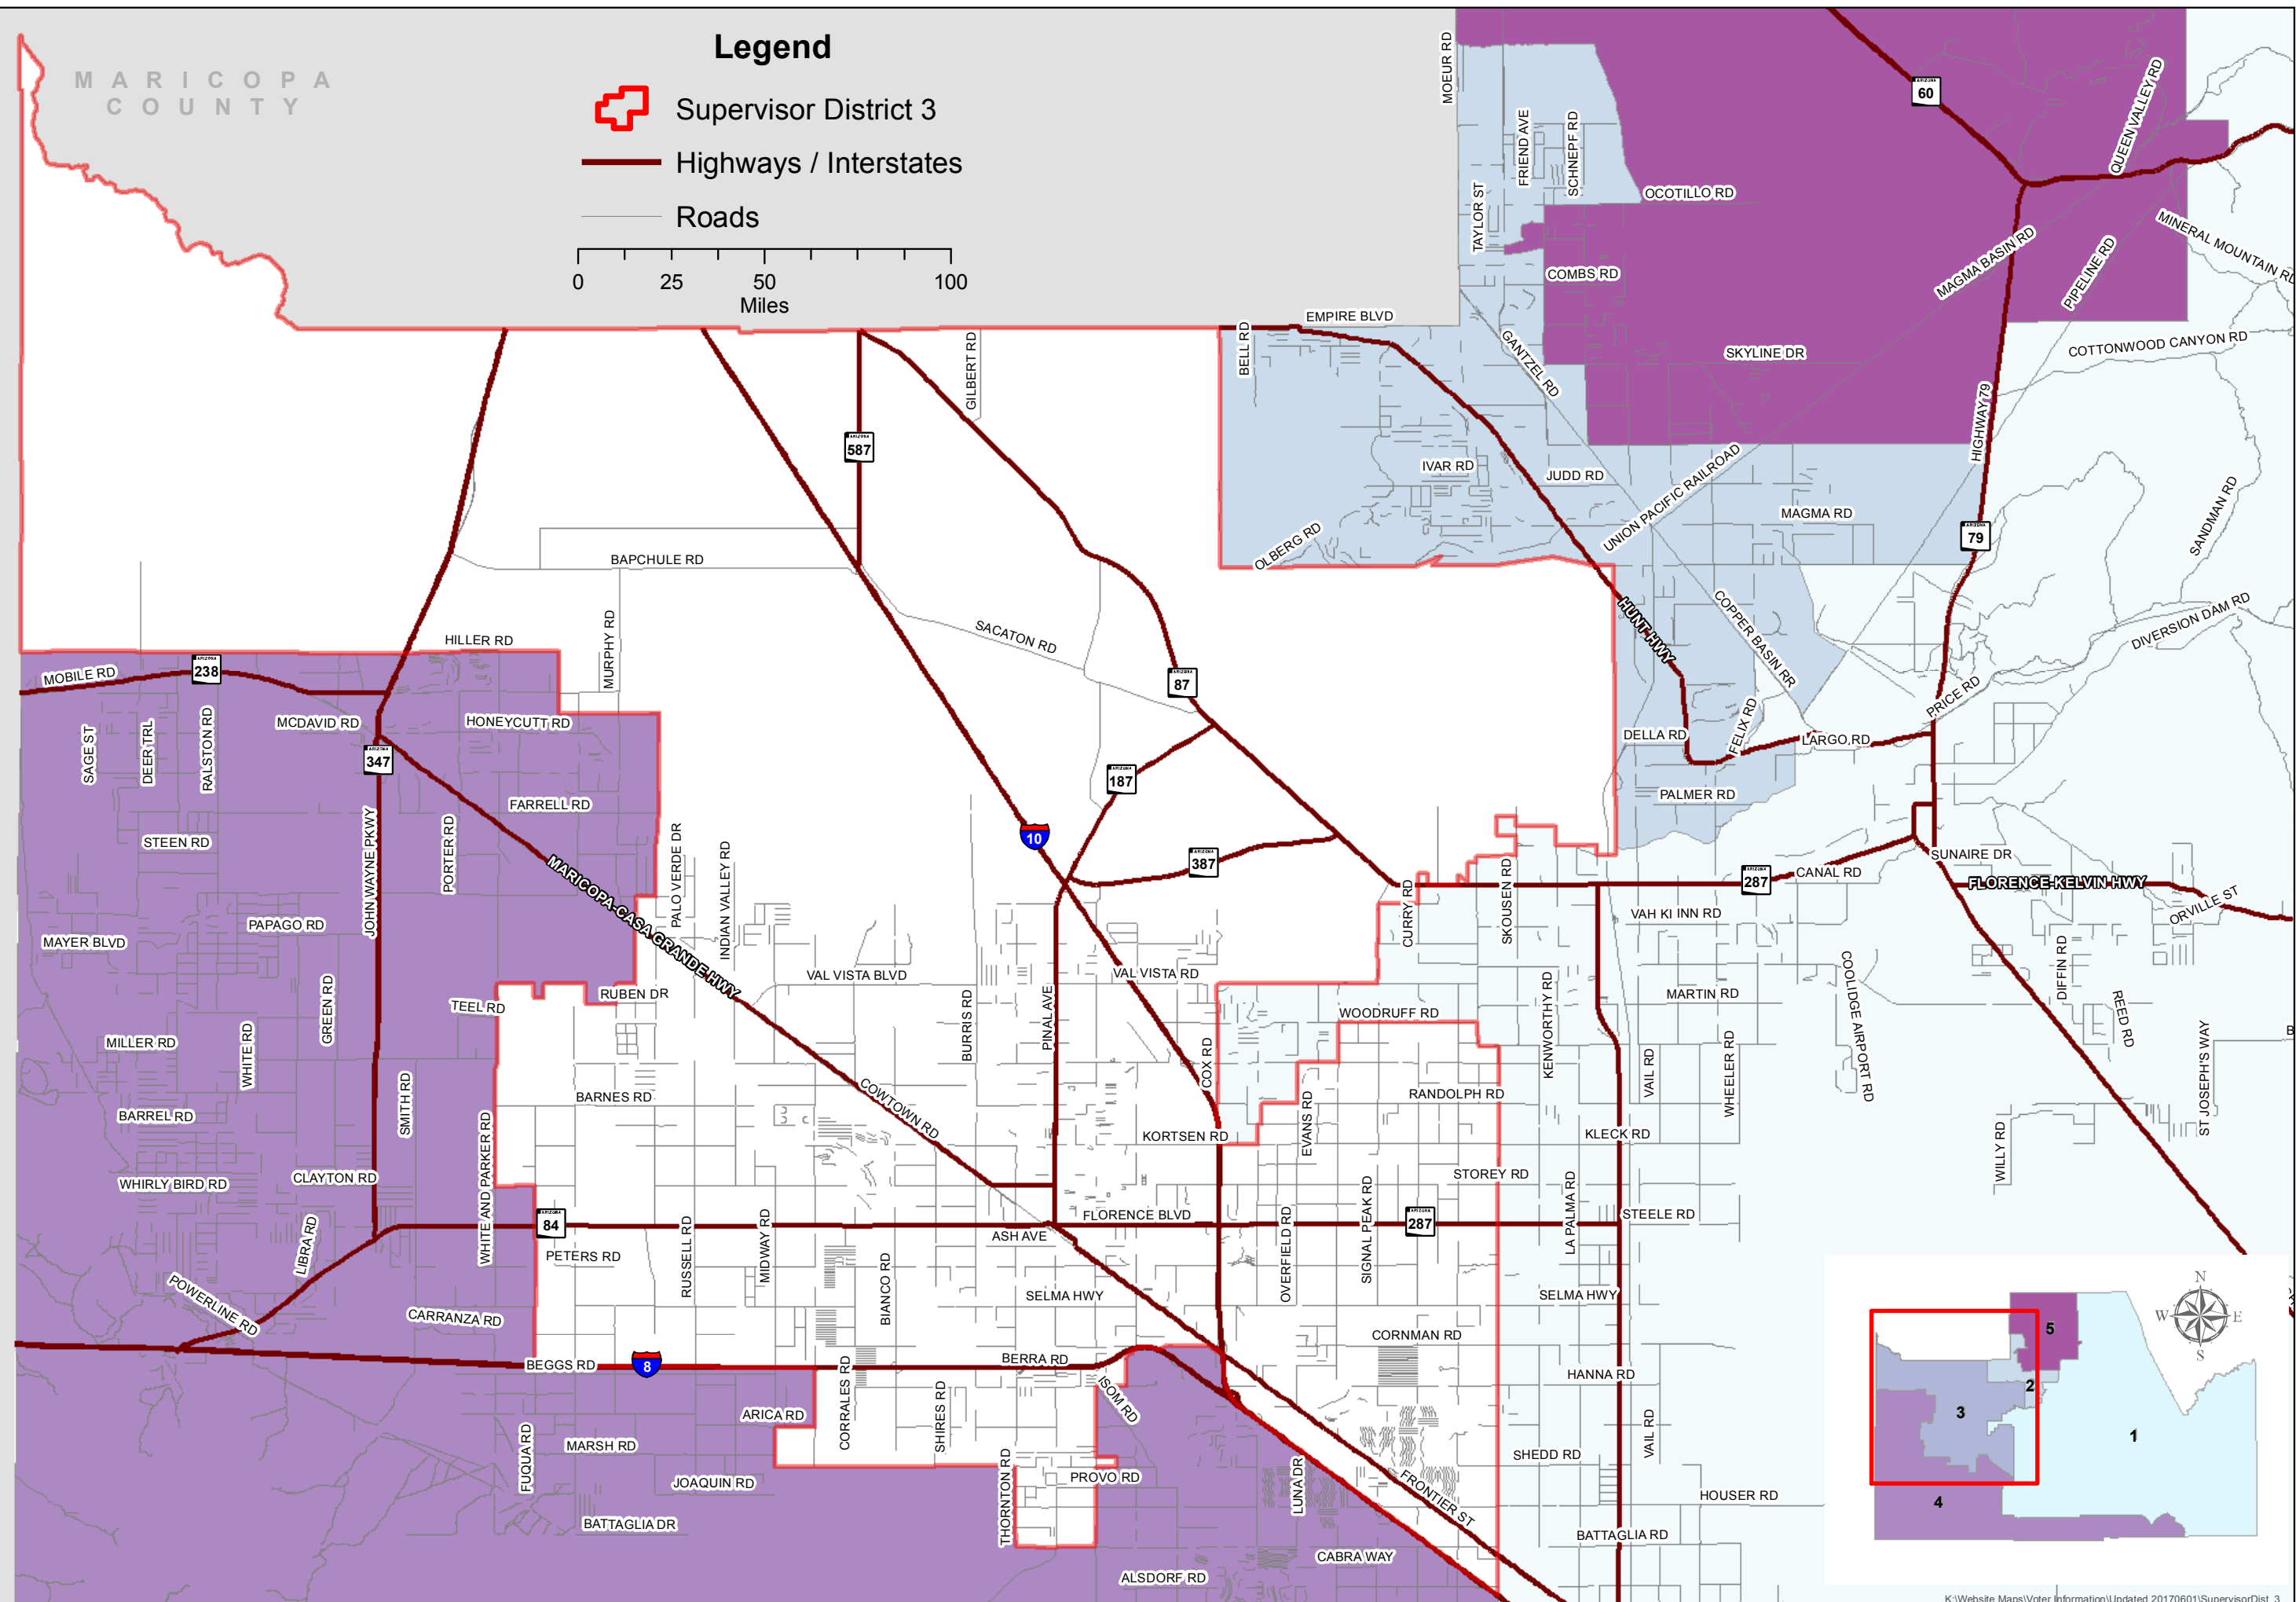 Legend
Supervisor District 3
Highways / Interstates
Roads
0 25 50 100
Miles
MARICOPA
COUNTY
MOEUR RD
FRIEND AVE
SCHNEPF RD
TAYLOR ST
OCOTILLO RD
COMBS RD
60
QUEEN VALLEY RD
MINERAL MOUNTAIN RD
MAGMA BASIN RD
PIPELINE RD
COTTONWOOD CANYON RD
EMPIRE BLVD
BELL RD
GANTZEL RD
SKYLINE DR
HIGHWAY 79
GILBERT RD
587
IVAR RD
JUDD RD
UNION PACIFIC RAILROAD
MAGMA RD
79
SANDMAN RD
OLBERG RD
BAPCHULE RD
HUNT HWY
COPPER BASIN RR
DIVERSION DAM RD
MURPHY RD
SACATON RD
HILLER RD
MOBILE RD
238
87
PRICE RD
SAGE ST
DEER TRL
RALSTON RD
MCDAVID RD
HONEYCUTT RD
347
187
DELLA RD
FELIX RD
LARGO RD
PALMER RD
FARRELL RD
JOHN WAYNE PKWY
PORTER RD
STEEN RD
MARICOPA-CASA GRANDE HWY
PALO VERDE DR
INDIAN VALLEY RD
10
387
CURRY RD
SKOUSEN RD
287
CANAL RD
SUNAIRE DR
FLORENCE-KELVIN HWY
ORVILLE ST
VAH KI INN RD
PAPAGO RD
MAYER BLVD
VAL VISTA BLVD
VAL VISTA RD
RUBEN DR
TEEL RD
GREEN RD
BURRIS RD
PINAL AVE
COX RD
WOODRUFF RD
KENWORTHY RD
MARTIN RD
COOLIDGE AIRPORT RD
DIFFIN RD
REED RD
ST JOSEPH'S WAY
B
MILLER RD
WHITE RD
SMITH RD
BARNES RD
COWTOWN RD
RANDOLPH RD
VAIL RD
WHEELER RD
BARREL RD
WHITE AND PARKER RD
KORTSEN RD
EVANS RD
KLECK RD
WILLY RD
WHIRLY BIRD RD
CLAYTON RD
STOREY RD
84
FLORENCE BLVD
287
STEELE RD
ASH AVE
LIBRA RD
PETERS RD
RUSSELL RD
MIDWAY RD
BIANCO RD
OVERFIELD RD
SIGNAL PEAK RD
LA PALMA RD
POWERLINE RD
CARRANZA RD
SELMA HWY
SELMA HWY
CORNMAN RD
BEGGS RD
8
BERRA RD
HANNA RD
ISOM RD
ARICA RD
CORRALES RD
SHIRES RD
FUQUA RD
MARSH RD
JOAQUIN RD
THORNTON RD
PROVO RD
LUNA DR
FRONTIER ST
SHEDD RD
VAIL RD
HOUSER RD
BATTAGLIA DR
BATTAGLIA RD
CABRA WAY
ALSDORF RD
N
W E
S
5
2
3
1
4
K:\Website Maps\Voter Information\Updated 20170601\SupervisorDist_3